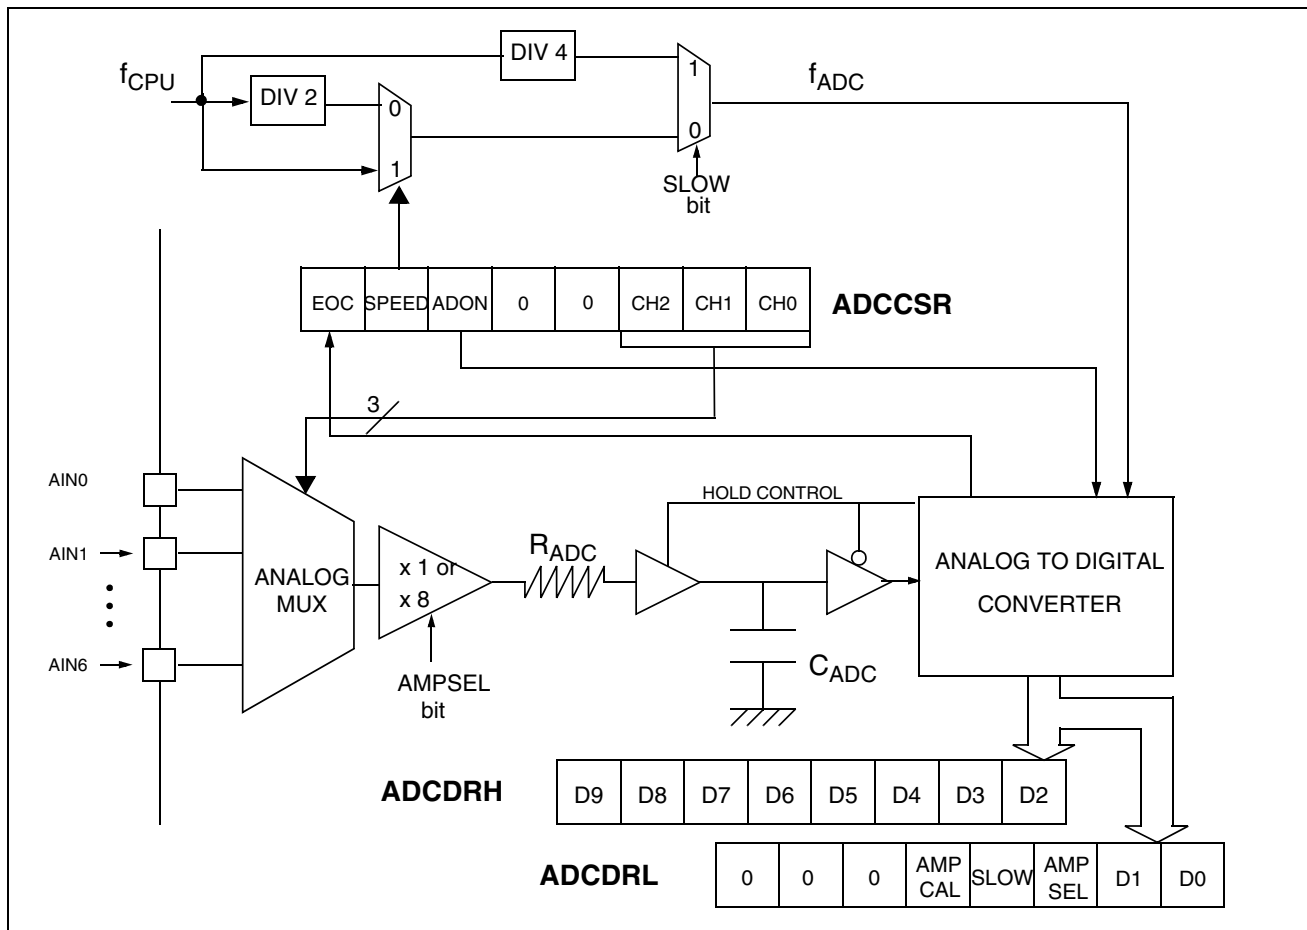 DIV 4
fCPU
fADC
DIV 2
1
0
0
1
SLOW
bit
EOC SPEED ADON 0 0 CH2 CH1 CH0 ADCCSR
3
AIN0
HOLD CONTROL
AIN1
RADC
ANALOG
MUX
x 1 or
x 8
ANALOG TO DIGITAL
CONVERTER
AIN6
CADC
AMPSEL
bit
ADCDRH D9 D8 D7 D6 D5 D4 D3 D2
ADCDRL 0 0 0 AMP CAL SLOW AMP SEL D1 D0